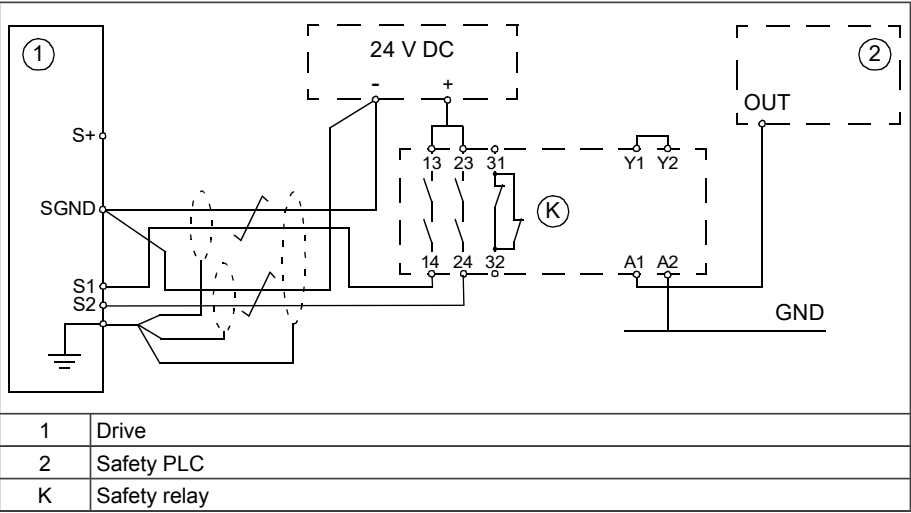 1
24 V DC
2
- +
OUT
S+
13 23 31
Y1 Y2
SGND
K
14 24 32
A1 A2
S1
S2
GND
1 Drive
2 Safety PLC
K Safety relay